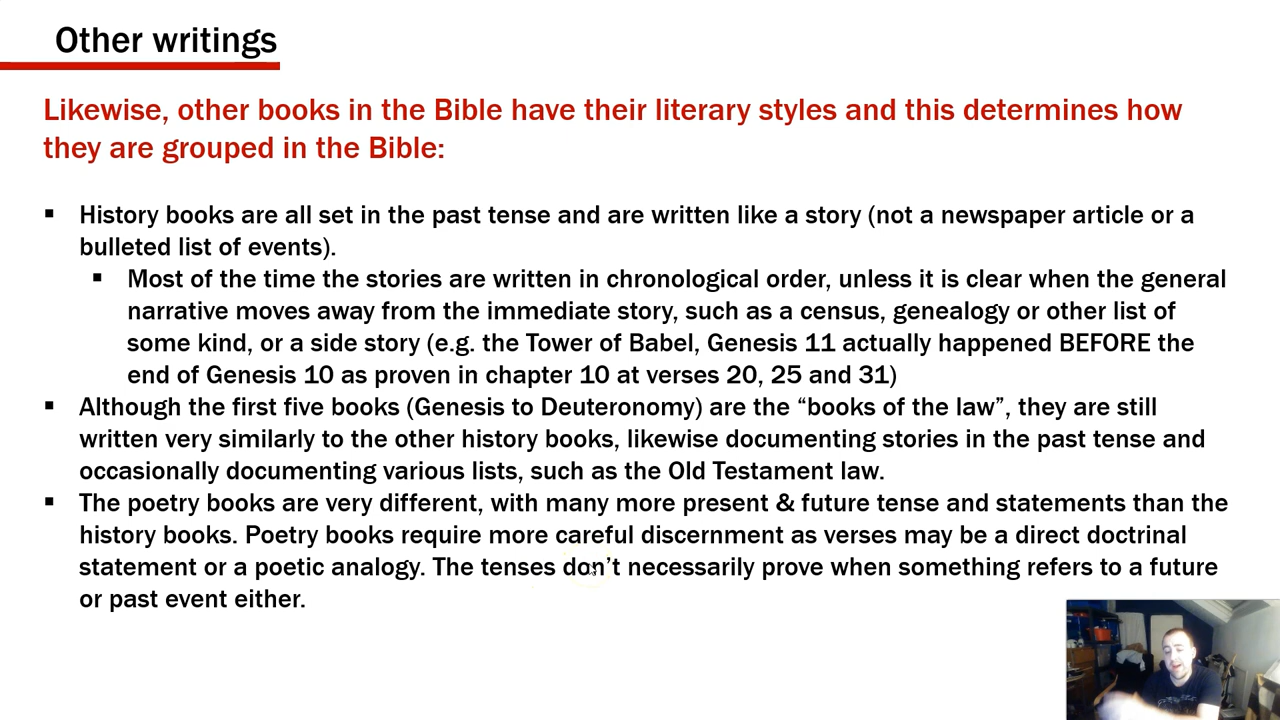 Other writings
Likewise, other books in the Bible have their literary styles and this determines how
they are grouped in the Bible:
▪ History books are all set in the past tense and are written like a story (not a newspaper article or a
bulleted list of events).
▪ Most of the time the stories are written in chronological order, unless it is clear when the general
narrative moves away from the immediate story, such as a census, genealogy or other list of
some kind, or a side story (e.g. the Tower of Babel, Genesis 11 actually happened BEFORE the
end of Genesis 10 as proven in chapter 10 at verses 20, 25 and 31)
▪ Although the first five books (Genesis to Deuteronomy) are the “books of the law”, they are still
written very similarly to the other history books, likewise documenting stories in the past tense and
occasionally documenting various lists, such as the Old Testament law.
▪ The poetry books are very different, with many more present & future tense and statements than the
history books. Poetry books require more careful discernment as verses may be a direct doctrinal
statement or a poetic analogy. The tenses don’t necessarily prove when something refers to a future
or past event either.